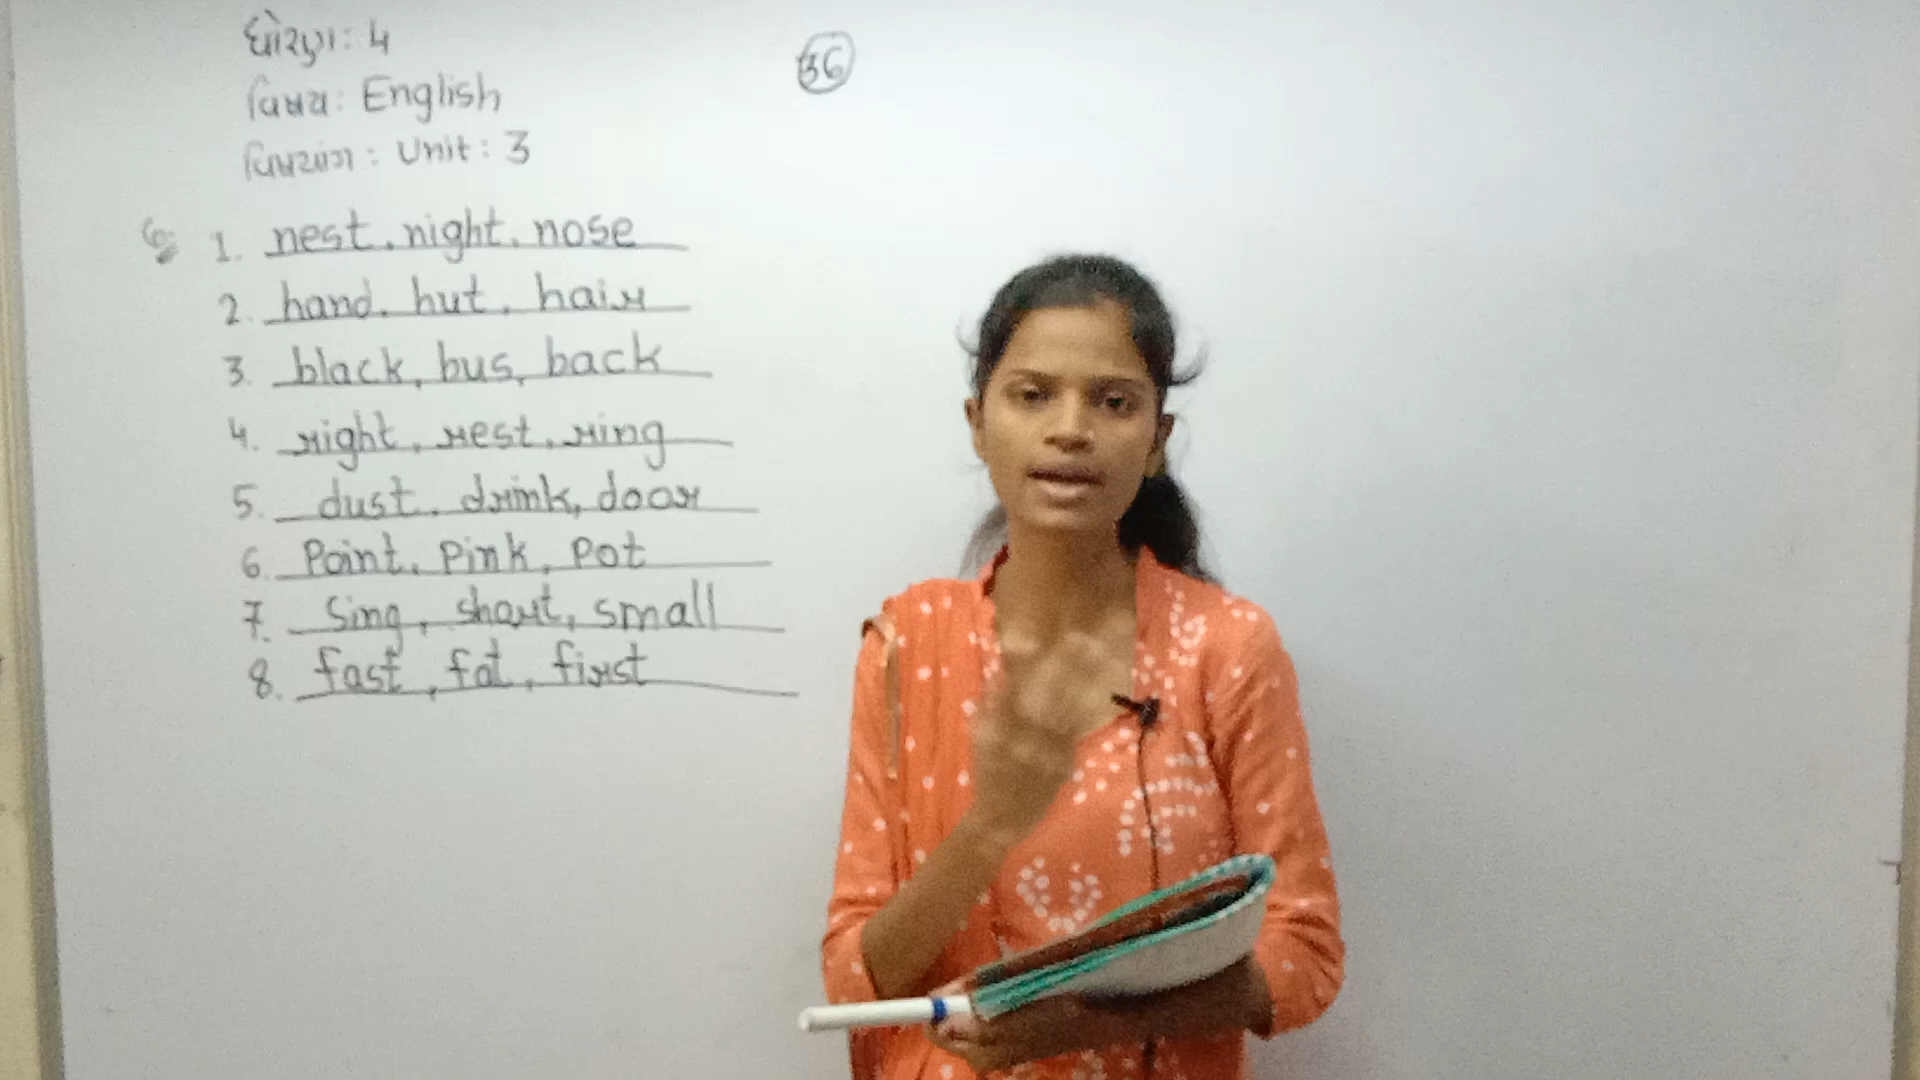 ધોરણ: 4
36
વિષય: English
વિષયાંગ: Unit: 3
6. 1. nest, night, nose
2. hand, hut, hair
3. black, bus, back
4. right, rest, ring
5. dust, drink, door
6. Point, Pink, Pot
7. Sing, short, small
8. fast, fat, first